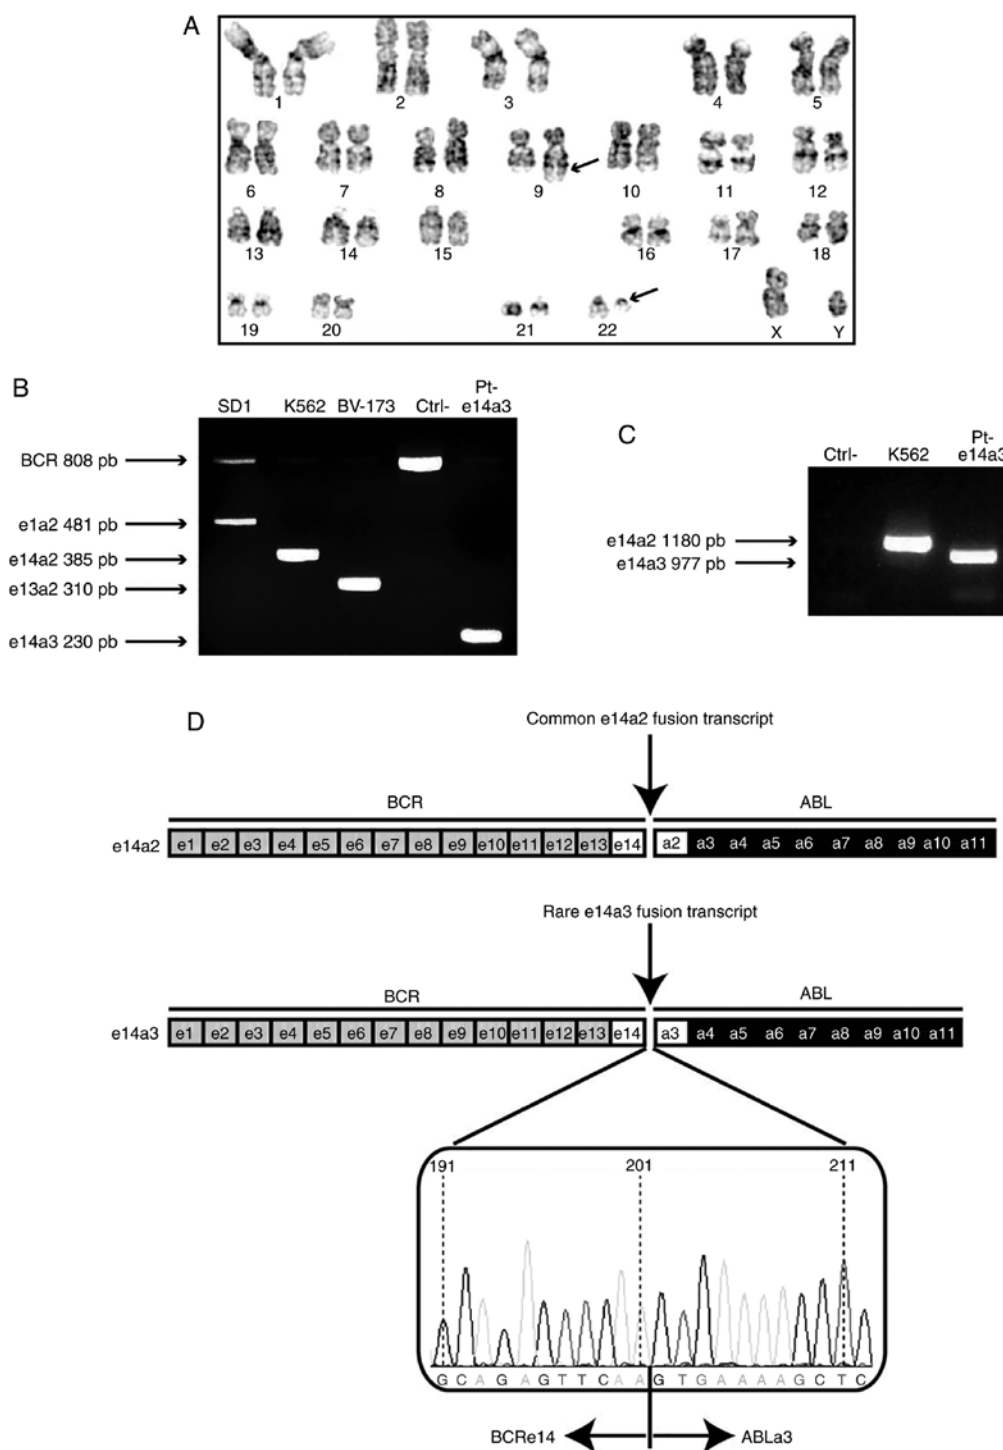 A
1 2 3 4 5
6 7 8 9 10 11 12
13 14 15 16 17 18
19 20 21 22 X Y
B
SD1 K562 BV-173 Ctrl- Pt-
e14a3
BCR 808 pb
e1a2 481 pb
e14a2 385 pb
e13a2 310 pb
e14a3 230 pb
C
Ctrl- K562 Pt-
e14a3
e14a2 1180 pb
e14a3 977 pb
D
Common e14a2 fusion transcript
BCR ABL
e14a2 e1 e2 e3 e4 e5 e6 e7 e8 e9 e10 e11 e12 e13 e14 a2 a3 a4 a5 a6 a7 a8 a9 a10 a11
Rare e14a3 fusion transcript
BCR ABL
e14a3 e1 e2 e3 e4 e5 e6 e7 e8 e9 e10 e11 e12 e13 e14 a3 a4 a5 a6 a7 a8 a9 a10 a11
191 201 211
G C A G A G T T C A A G T G A A A A G C T C
BCRe14 ABLa3